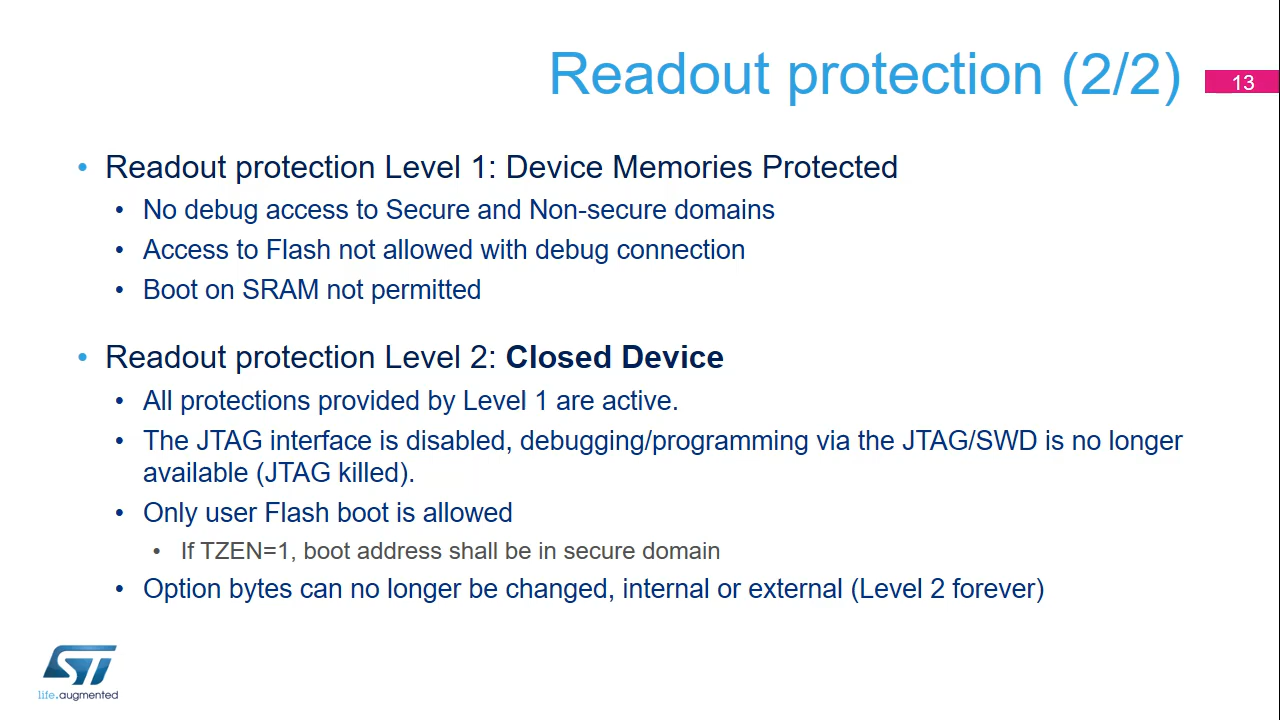 Readout protection (2/2)
13
• Readout protection Level 1: Device Memories Protected
• No debug access to Secure and Non-secure domains
• Access to Flash not allowed with debug connection
• Boot on SRAM not permitted
• Readout protection Level 2: Closed Device
• All protections provided by Level 1 are active.
• The JTAG interface is disabled, debugging/programming via the JTAG/SWD is no longer
available (JTAG killed).
• Only user Flash boot is allowed
• If TZEN=1, boot address shall be in secure domain
• Option bytes can no longer be changed, internal or external (Level 2 forever)
ST
life.augmented